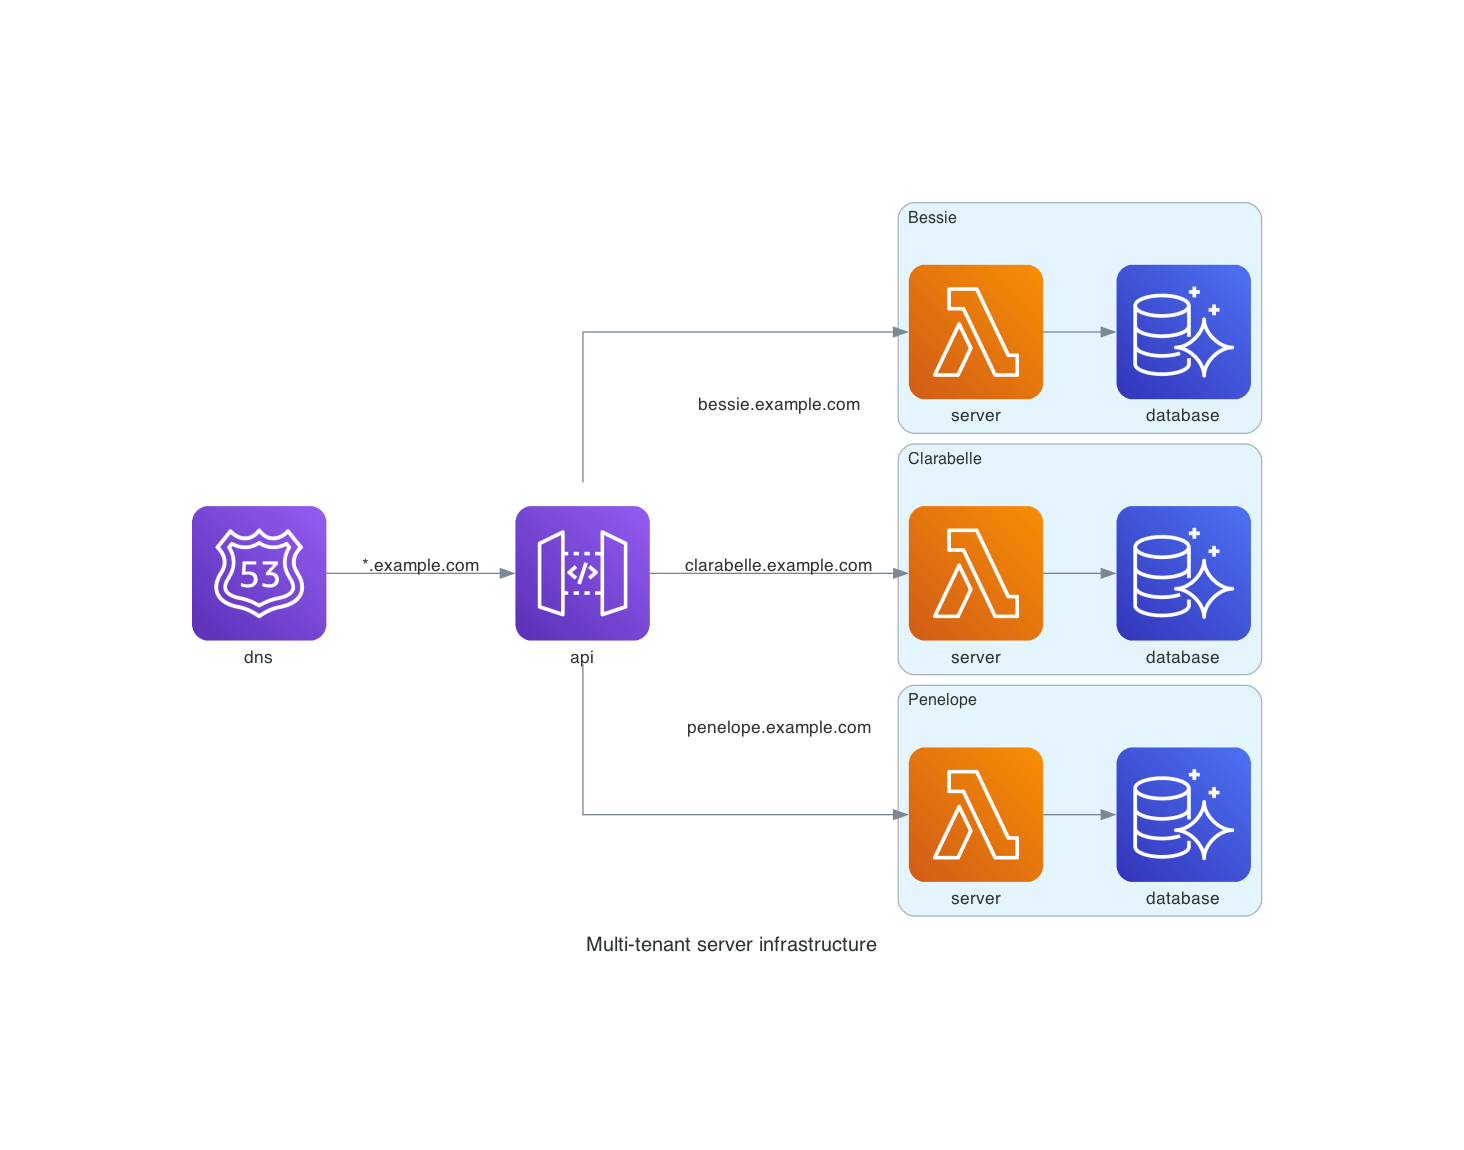 Bessie
server
database
bessie.example.com
Clarabelle
53
dns
*.example.com
</>
api
clarabelle.example.com
server
database
Penelope
penelope.example.com
server
database
Multi-tenant server infrastructure